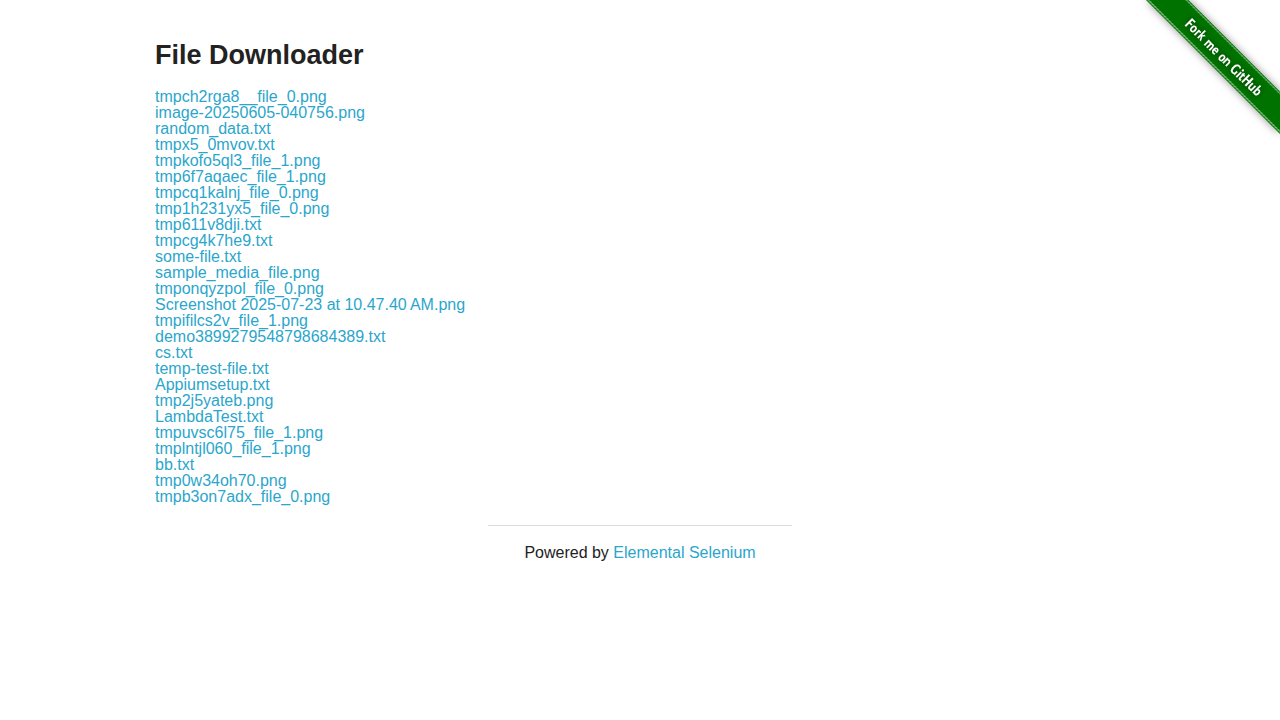 File Downloader
Fork me on GitHub
tmpch2rga8__file_0.png
image-20250605-040756.png
random_data.txt
tmpx5_0mvov.txt
tmpkofo5ql3_file_1.png
tmp6f7aqaec_file_1.png
tmpcq1kalnj_file_0.png
tmp1h231yx5_file_0.png
tmp611v8dji.txt
tmpcg4k7he9.txt
some-file.txt
sample_media_file.png
tmponqyzpol_file_0.png
Screenshot 2025-07-23 at 10.47.40 AM.png
tmpifilcs2v_file_1.png
demo3899279548798684389.txt
cs.txt
temp-test-file.txt
Appiumsetup.txt
tmp2j5yateb.png
LambdaTest.txt
tmpuvsc6l75_file_1.png
tmplntjl060_file_1.png
bb.txt
tmp0w34oh70.png
tmpb3on7adx_file_0.png
Powered by Elemental Selenium